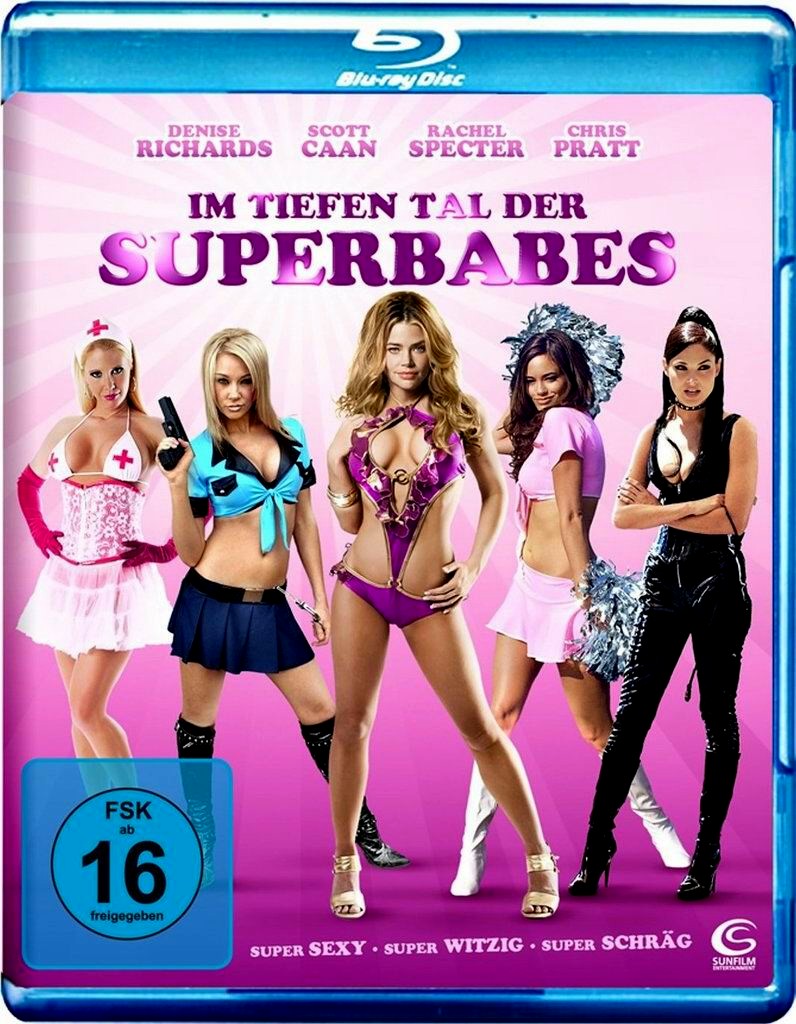 Blu-ray Disc
DENISE RICHARDS
SCOTT CAAN
RACHEL SPECTER
CHRIS PRATT
IM TIEFEN TAL DER
SUPERBABES
FSK
ab
16
freigegeben
SUPER SEXY · SUPER WITZIG · SUPER SCHRÄG
SUNFILM
ENTERTAINMENT